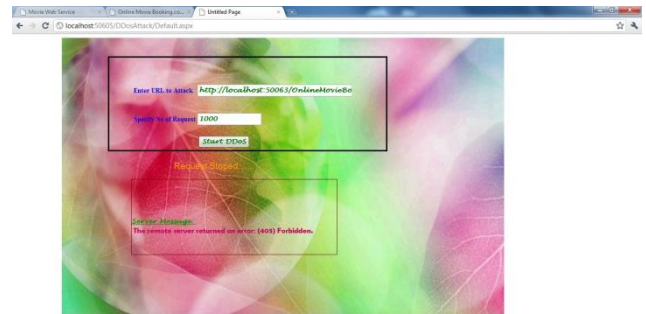 Movie Web Service
Online Movie Booking.co...
Untitled Page
localhost:50605/DDosAttack/Default.aspx
Enter URL to Attack http://localhost:50063/OnlineMovieBo
Specify No of Request 1000
Start DDoS
Request Stoped
Server Message:
The remote server returned an error: (403) Forbidden.